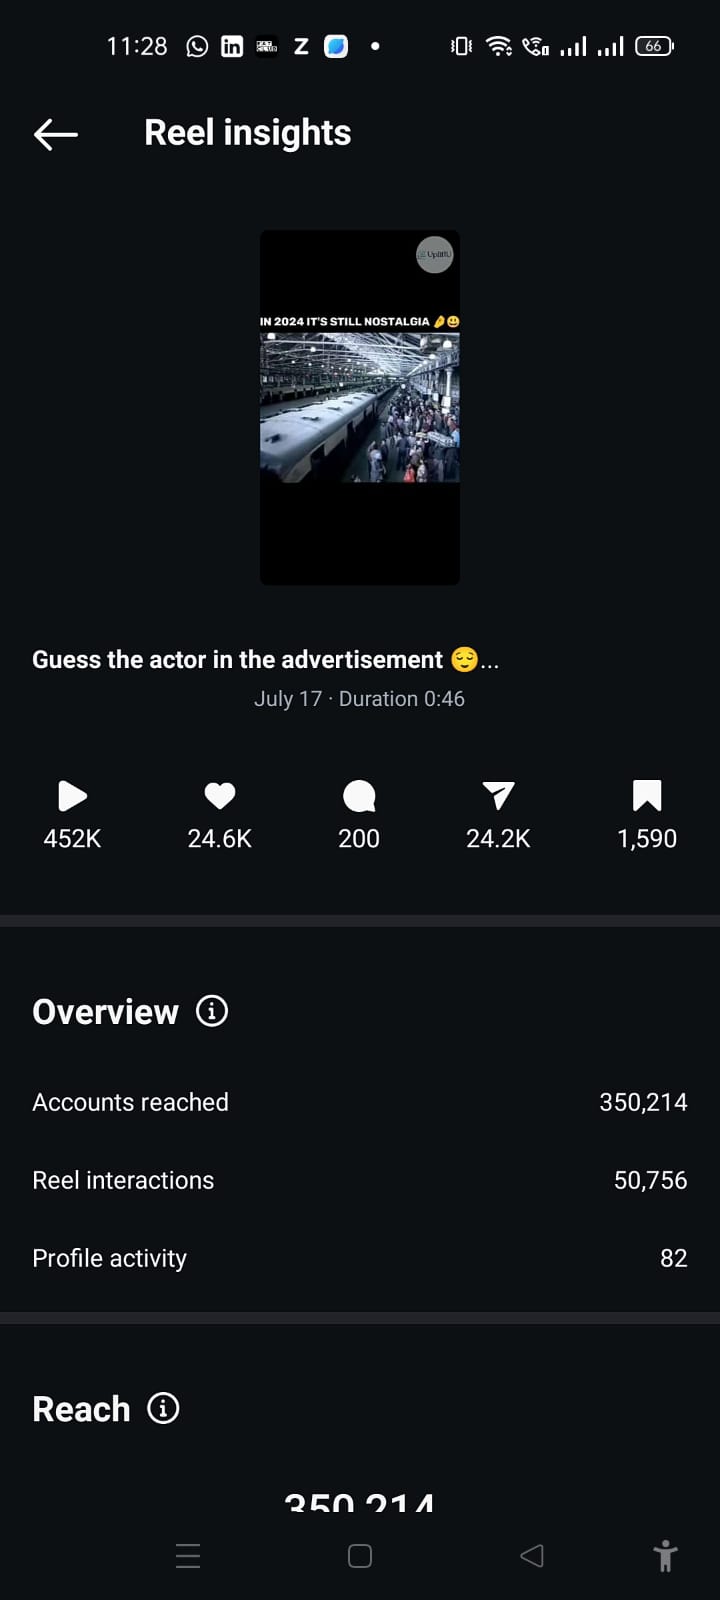 11:28
66
Reel insights
UpliftU
IN 2024 IT'S STILL NOSTALGIA 🤌😃
Guess the actor in the advertisement 😌...
July 17 · Duration 0:46
452K 24.6K 200 24.2K 1,590
Overview
Accounts reached 350,214
Reel interactions 50,756
Profile activity 82
Reach
350,214